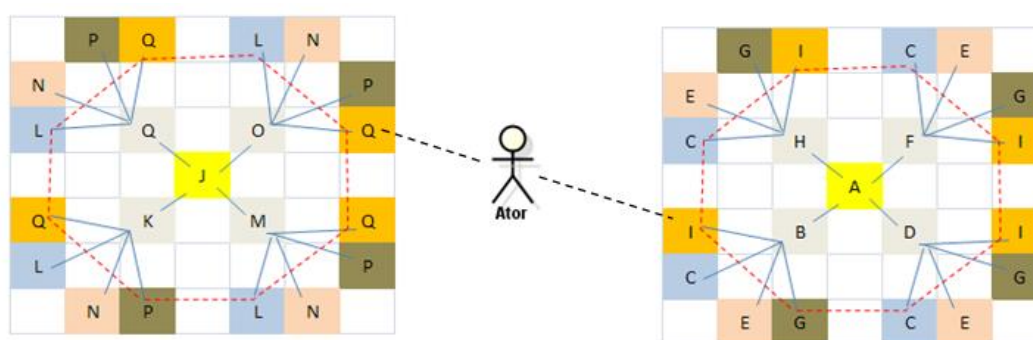 P Q L N
N P
L Q O Q
J
Q K M Q
L P
N P L N
Ator
G I C E
E G
C H F I
A
I B D I
C G
E G C E